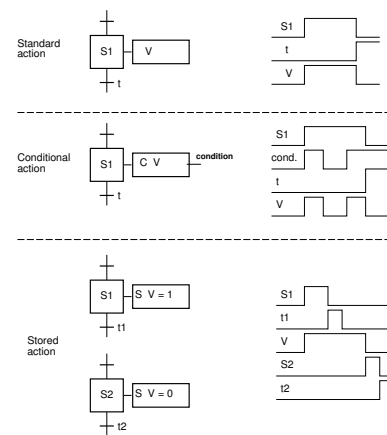 Standard
action
S1
V
t
S1
t
V
Conditional
action
S1
C V
condition
t
S1
cond.
t
V
Stored
action
S1
S V = 1
t1
S2
S V = 0
t2
S1
t1
V
S2
t2